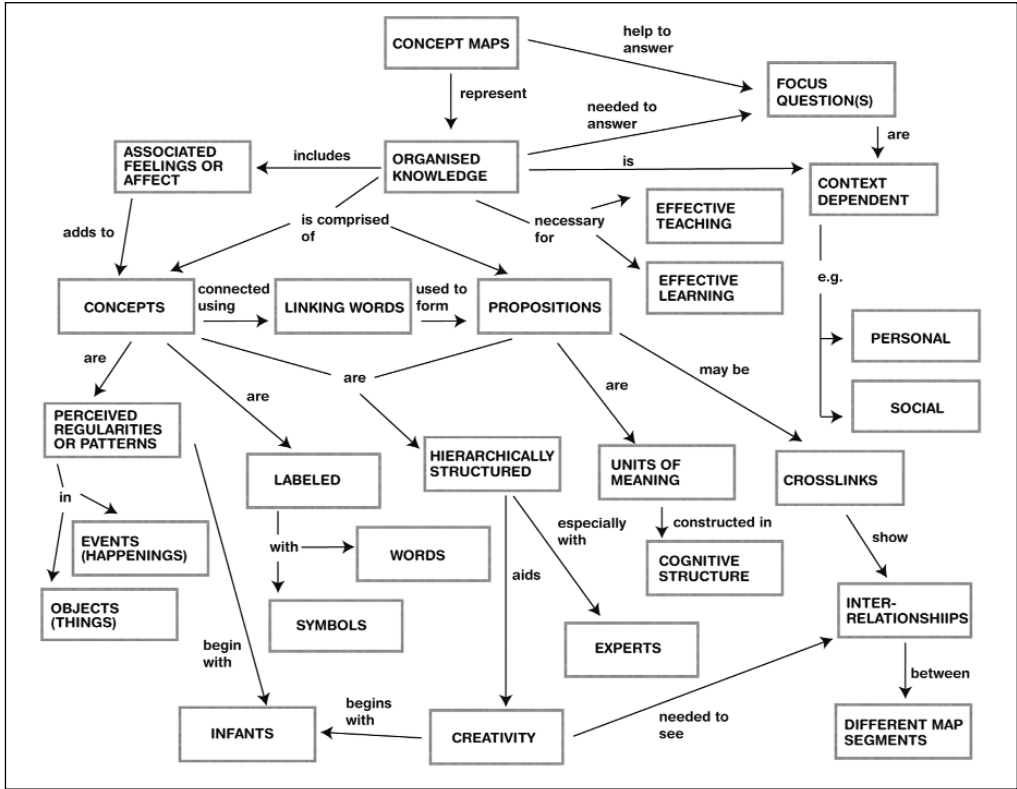 CONCEPT MAPS
help to
answer
FOCUS
QUESTION(S)
represent
needed to
answer
are
ASSOCIATED
FEELINGS OR
AFFECT
includes
ORGANISED
KNOWLEDGE
is
CONTEXT
DEPENDENT
EFFECTIVE
TEACHING
necessary
for
is comprised
of
adds to
EFFECTIVE
LEARNING
e.g.
CONCEPTS
connected
using
LINKING WORDS
used to
form
PROPOSITIONS
PERSONAL
SOCIAL
are
are
are
are
may be
PERCEIVED
REGULARITIES
OR PATTERNS
LABELED
HIERARCHICALLY
STRUCTURED
UNITS OF
MEANING
CROSSLINKS
in
EVENTS
(HAPPENINGS)
with
WORDS
especially
with
constructed in
show
OBJECTS
(THINGS)
SYMBOLS
aids
COGNITIVE
STRUCTURE
INTER-
RELATIONSHIIPS
EXPERTS
begin
with
between
INFANTS
begins
with
CREATIVITY
needed to
see
DIFFERENT MAP
SEGMENTS